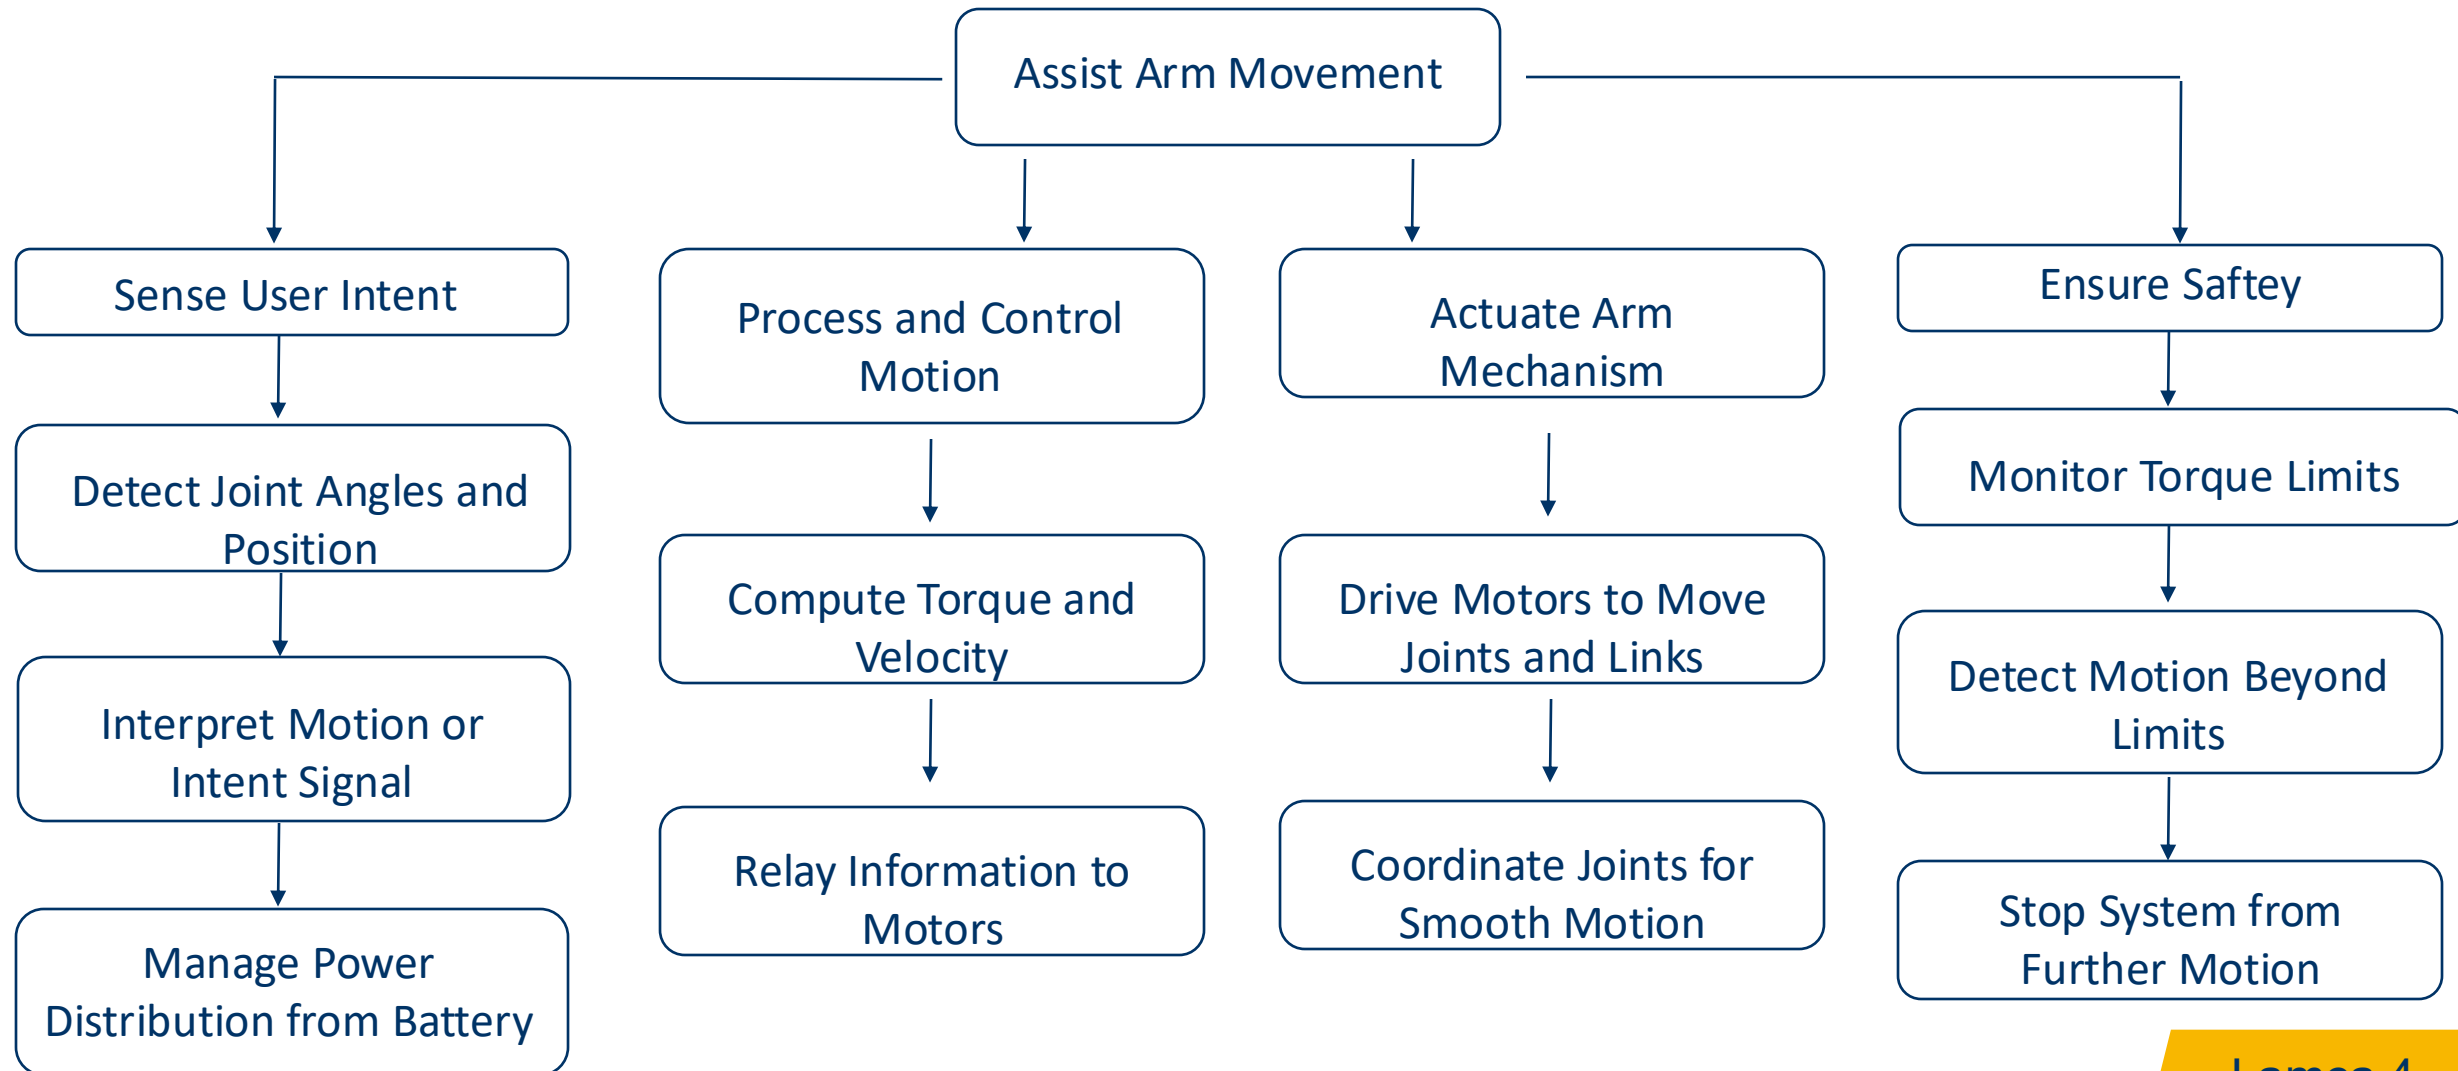 Assist Arm Movement
Sense User Intent
Detect Joint Angles and
Position
Interpret Motion or
Intent Signal
Manage Power
Distribution from Battery
Process and Control
Motion
Compute Torque and
Velocity
Relay Information to
Motors
Actuate Arm
Mechanism
Drive Motors to Move
Joints and Links
Coordinate Joints for
Smooth Motion
Ensure Saftey
Monitor Torque Limits
Detect Motion Beyond
Limits
Stop System from
Further Motion